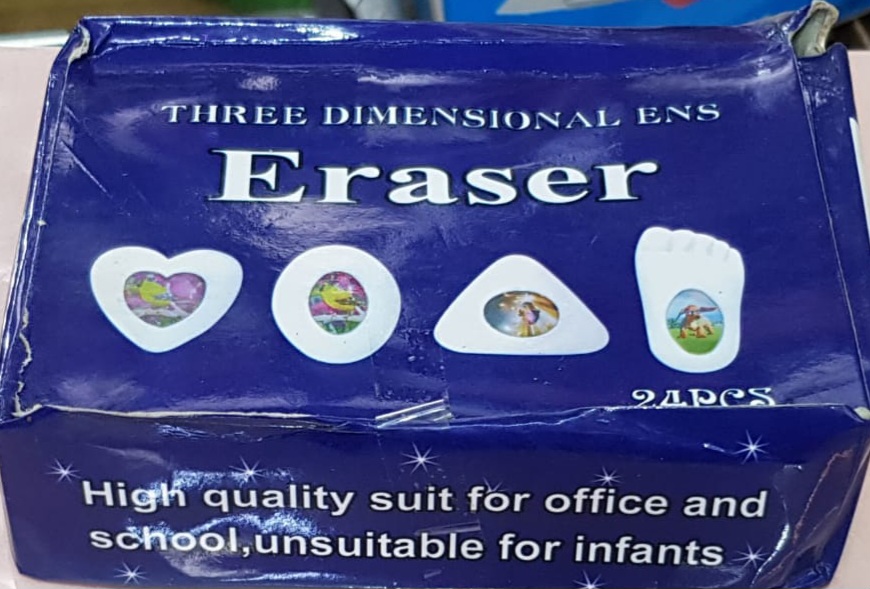 THREE DIMENSIONAL ENS
Eraser
24PCS
High quality suit for office and
school,unsuitable for infants